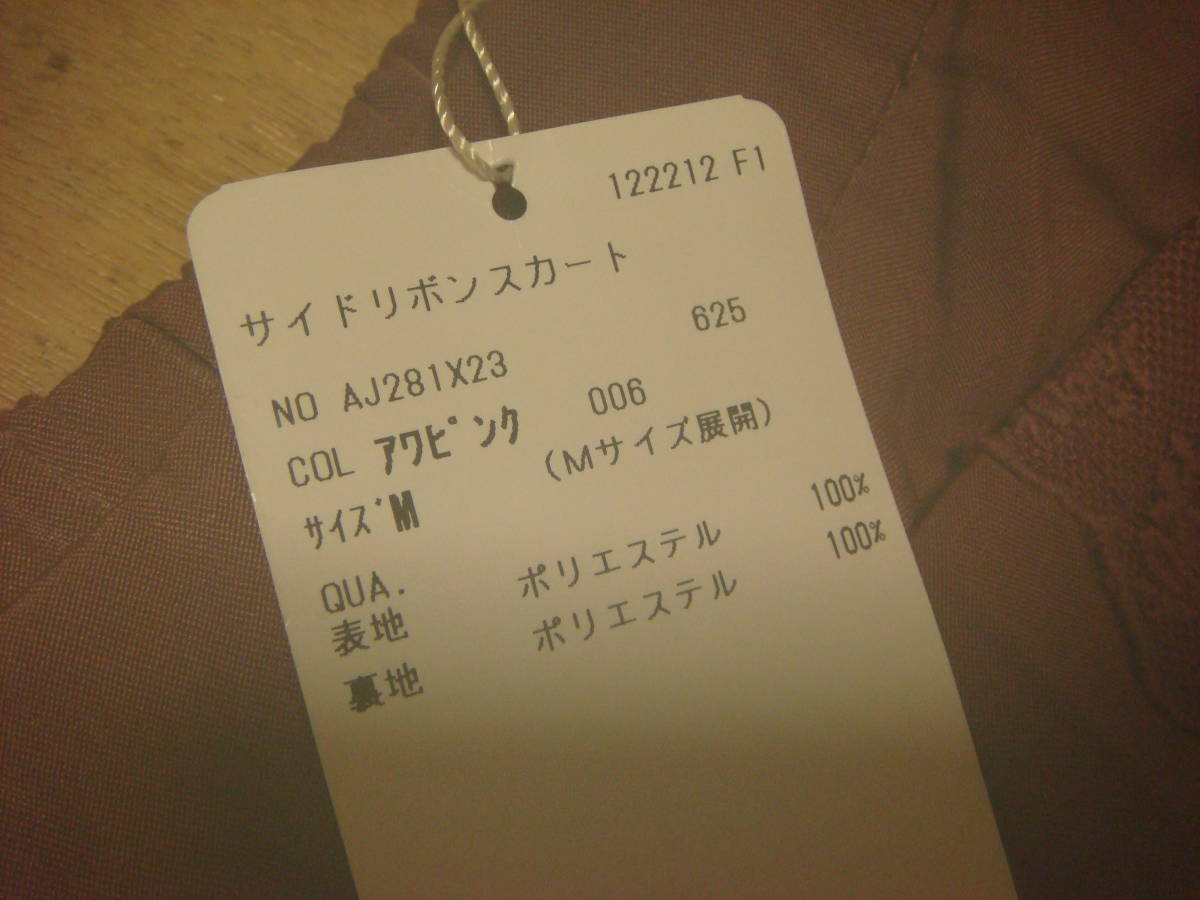 122212 F1
サイドリボンスカート
625
NO AJ281X23
COL ｱﾜﾋﾟﾝｸ 006
ｻｲｽﾞM (Mサイズ展開)
QUA.
表地 ポリエステル 100%
裏地 ポリエステル 100%